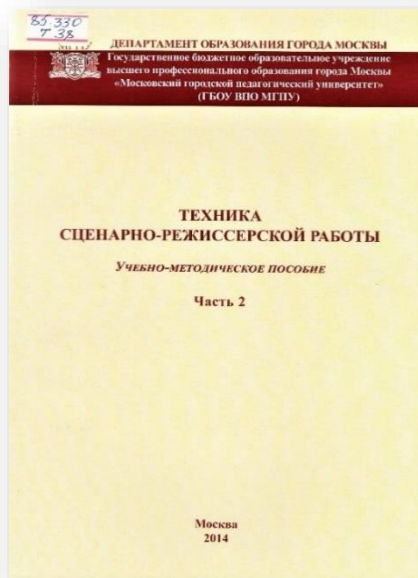 85.330
Т 38
ДЕПАРТАМЕНТ ОБРАЗОВАНИЯ ГОРОДА МОСКВЫ
Государственное бюджетное образовательное учреждение
высшего профессионального образования города Москвы
«Московский городской педагогический университет»
(ГБОУ ВПО МГПУ)
ТЕХНИКА
СЦЕНАРНО-РЕЖИССЕРСКОЙ РАБОТЫ
УЧЕБНО-МЕТОДИЧЕСКОЕ ПОСОБИЕ
Часть 2
Москва
2014